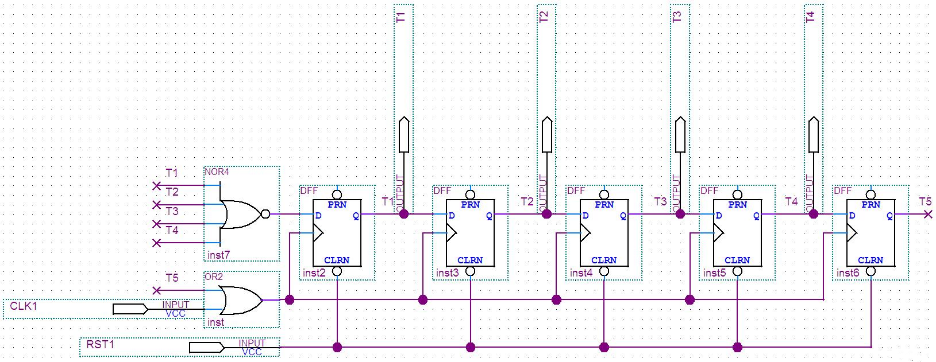 T1
T2
T3
T4
NOR4
T1
T2
T3
T4
inst7
DFF
PRN
D
Q
CLRN
inst2
T1
OUTPUT
DFF
PRN
D
Q
CLRN
inst3
T2
OUTPUT
DFF
PRN
D
Q
CLRN
inst4
T3
OUTPUT
DFF
PRN
D
Q
CLRN
inst5
T4
OUTPUT
DFF
PRN
D
Q
CLRN
inst6
T5
T5
OR2
inst
CLK1
INPUT
VCC
RST1
INPUT
VCC